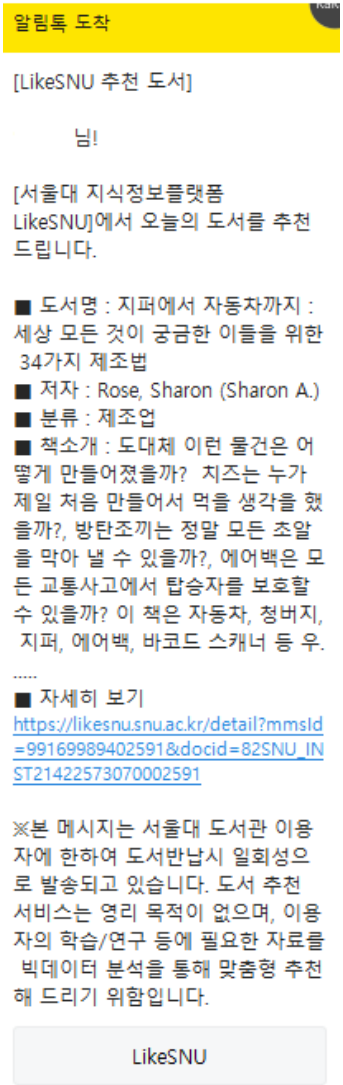 알림톡 도착
[LikeSNU 추천 도서]
님!
[서울대 지식정보플랫폼
LikeSNU]에서 오늘의 도서를 추천
드립니다.
■ 도서명 : 지퍼에서 자동차까지 :
세상 모든 것이 궁금한 이들을 위한
34가지 제조법
■ 저자 : Rose, Sharon (Sharon A.)
■ 분류 : 제조업
■ 책소개 : 도대체 이런 물건은 어
떻게 만들어졌을까? 치즈는 누가
제일 처음 만들어서 먹을 생각을 했
을까?, 방탄조끼는 정말 모든 초알
을 막아 낼 수 있을까?, 에어백은 모
든 교통사고에서 탑승자를 보호할
수 있을까? 이 책은 자동차, 청버지,
지퍼, 에어백, 바코드 스캐너 등 우.
.....
■ 자세히 보기
https://likesnu.snu.ac.kr/detail?mmsId
=99169989402591&docid=82SNU_IN
ST21422573070002591
※본 메시지는 서울대 도서관 이용
자에 한하여 도서반납시 일회성으
로 발송되고 있습니다. 도서 추천
서비스는 영리 목적이 없으며, 이용
자의 학습/연구 등에 필요한 자료를
빅데이터 분석을 통해 맞춤형 추천
해 드리기 위함입니다.
LikeSNU